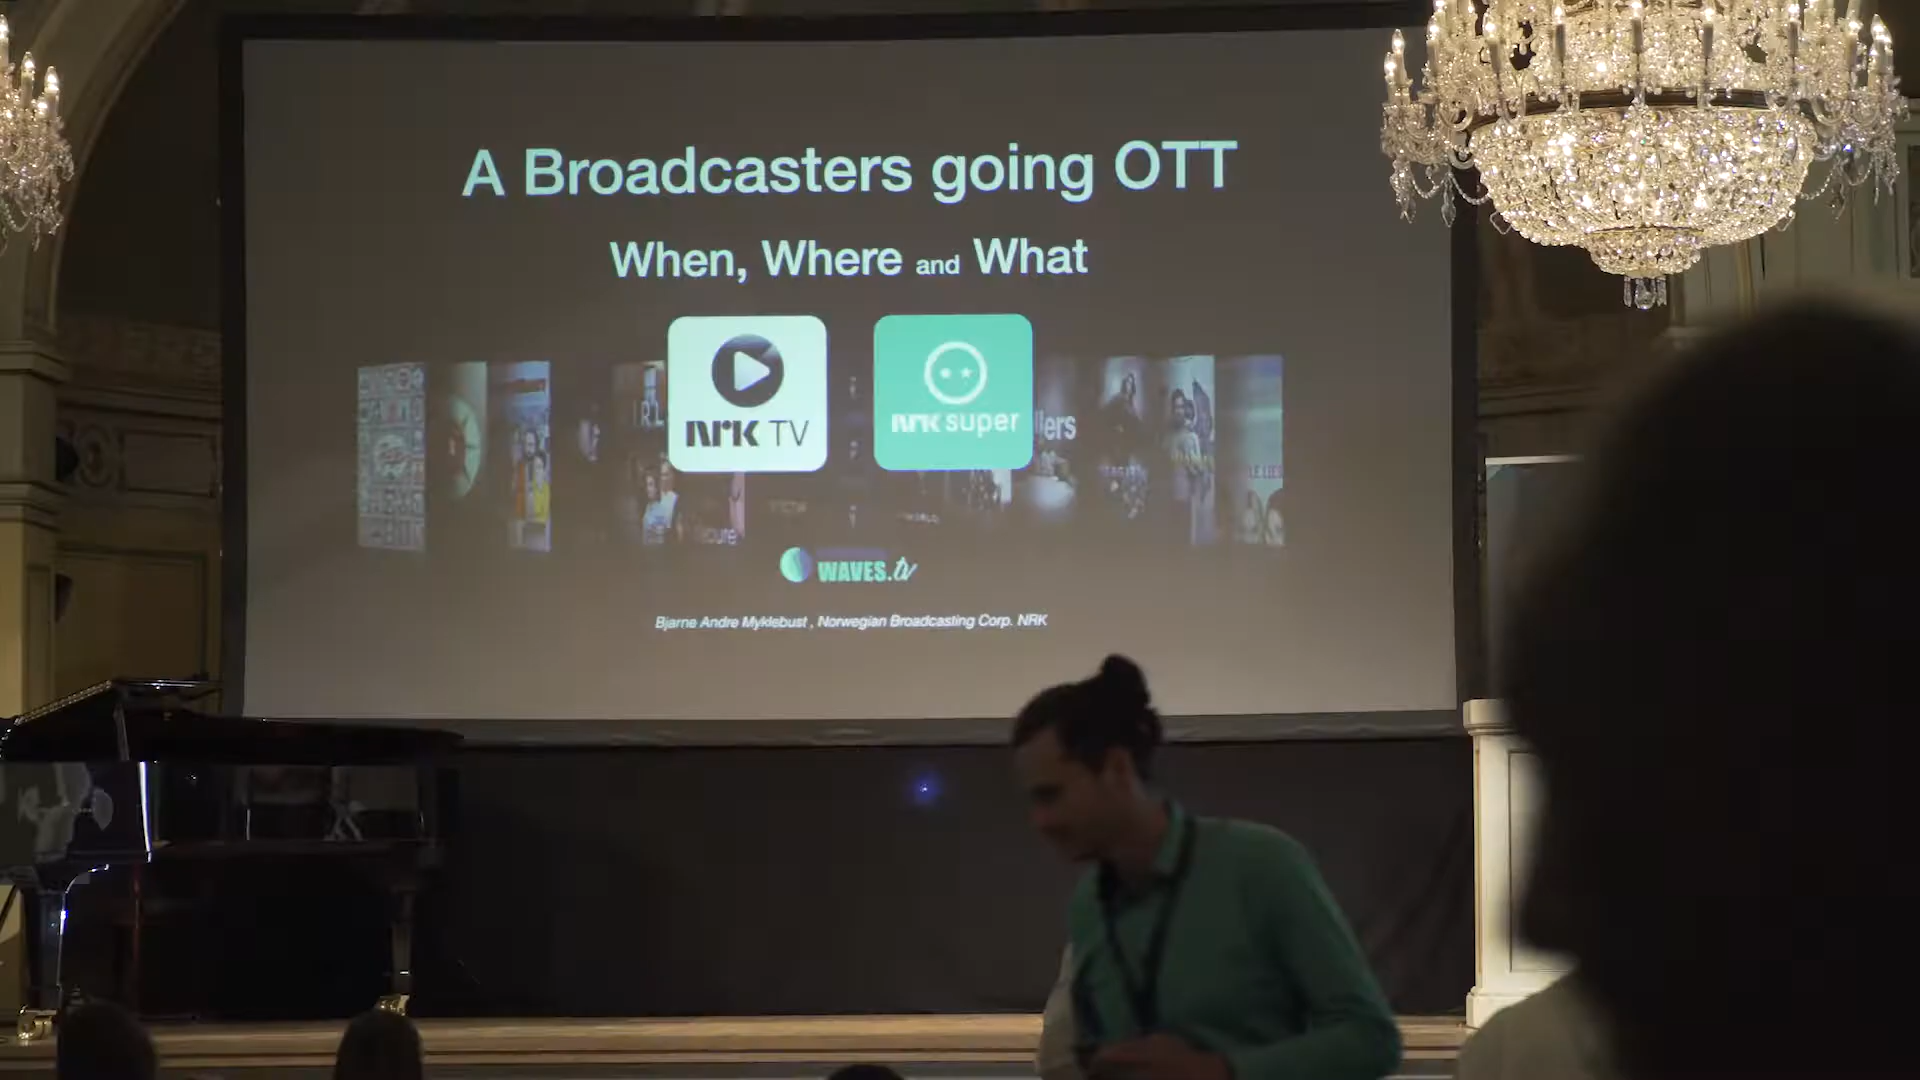 A Broadcasters going OTT
When, Where and What
NRK TV
NRK super
WAVES.tv
Bjarne Andre Myklebust , Norwegian Broadcasting Corp. NRK